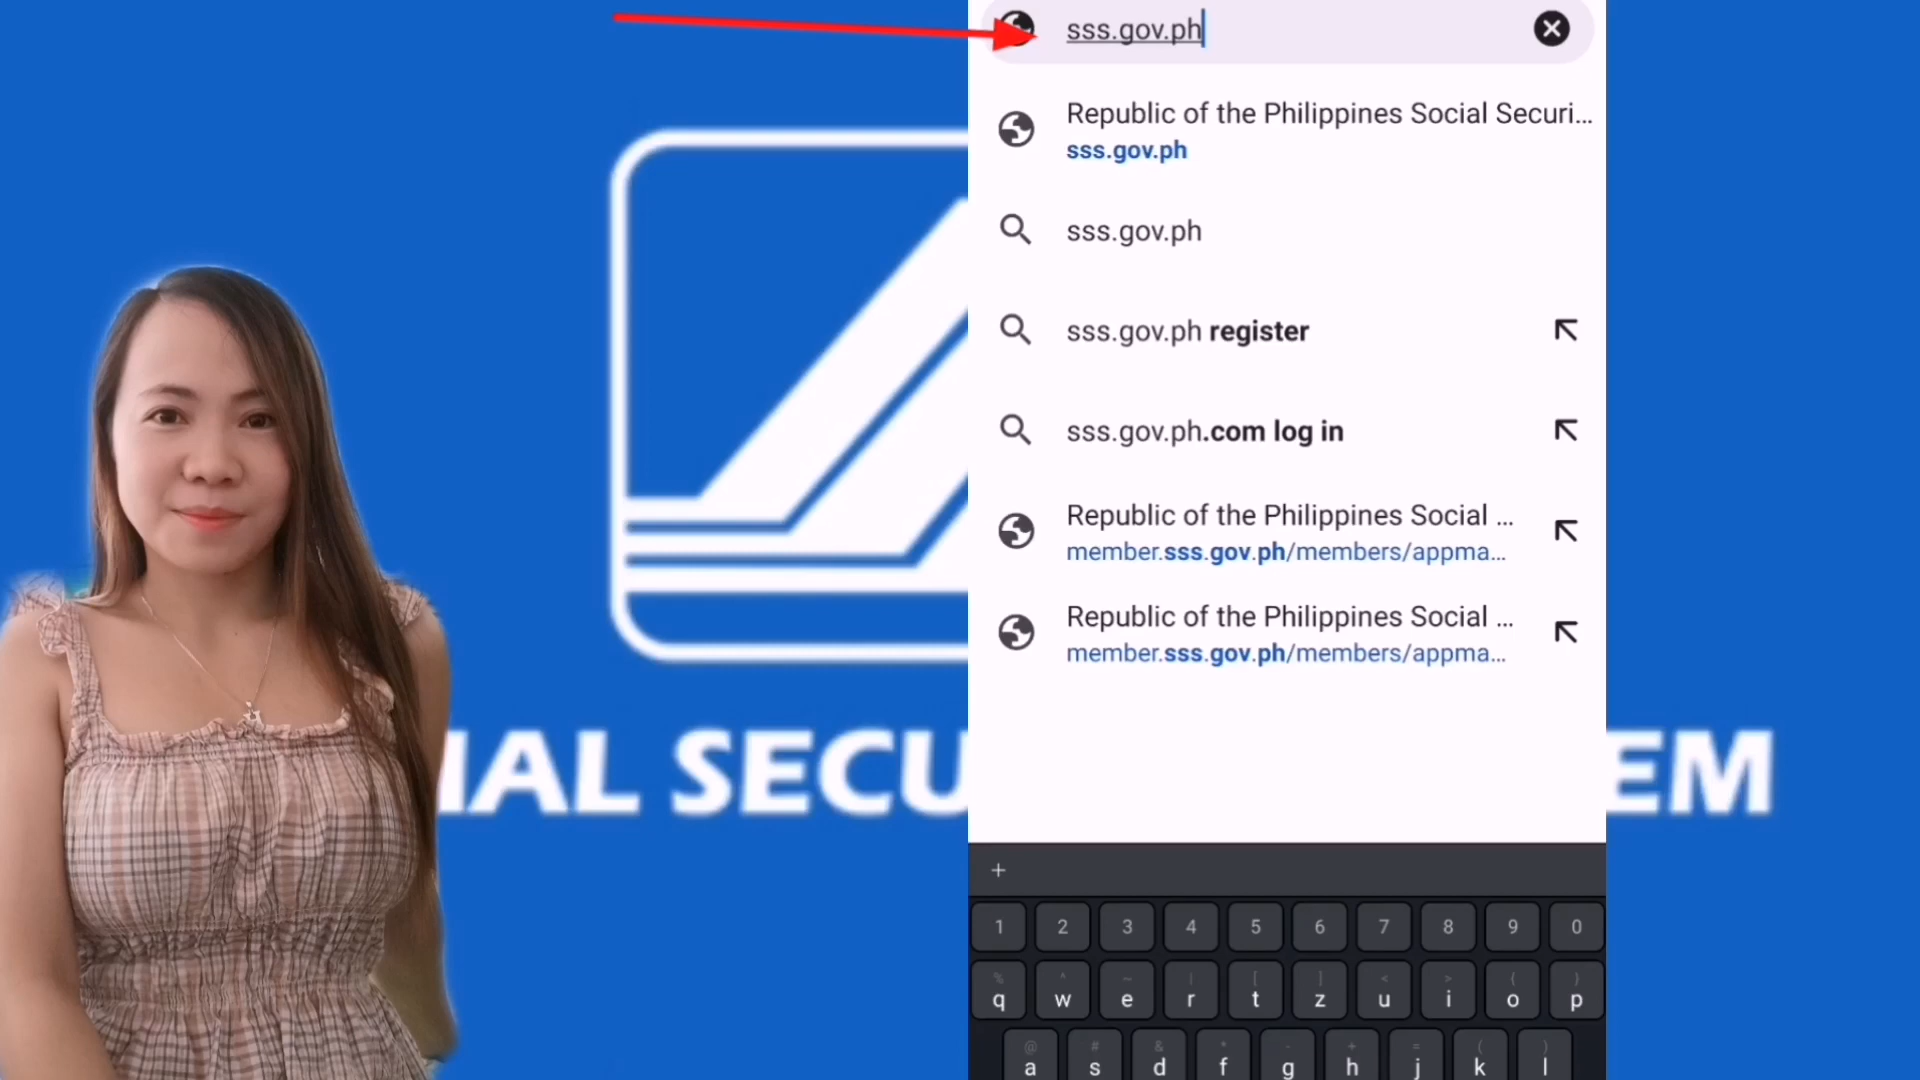 sss.gov.ph
Republic of the Philippines Social Securi...
sss.gov.ph
sss.gov.ph
sss.gov.ph register
sss.gov.ph.com log in
Republic of the Philippines Social ...
member.sss.gov.ph/members/appma...
Republic of the Philippines Social ...
member.sss.gov.ph/members/appma...
IAL SECU EM
+
1 2 3 4 5 6 7 8 9 0
q w e r t z u i o p
a s d f g h j k l